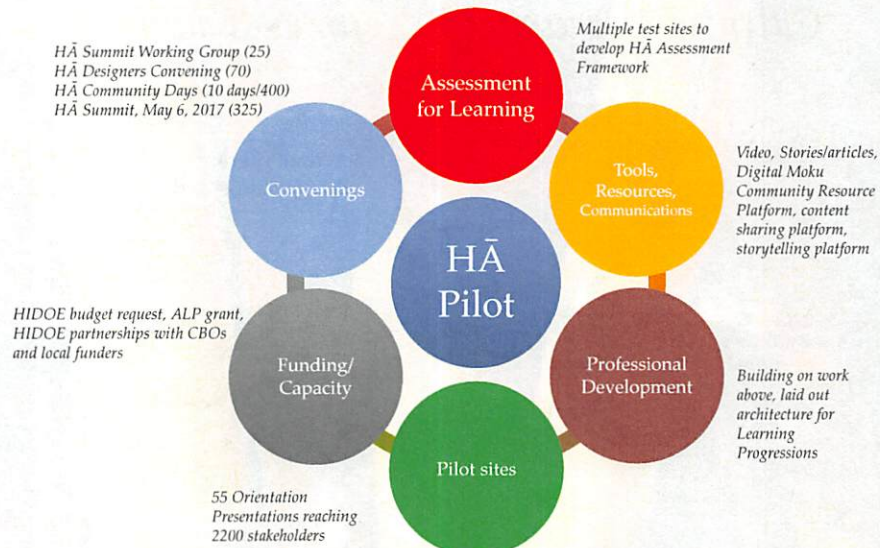 HĀ Summit Working Group (25)
HĀ Designers Convening (70)
HĀ Community Days (10 days/400)
HĀ Summit, May 6, 2017 (325)
Assessment
for Learning
Multiple test sites to
develop HĀ Assessment
Framework
Convenings
Tools,
Resources,
Communications
Video, Stories/articles,
Digital Moku
Community Resource
Platform, content
sharing platform,
storytelling platform
HĀ
Pilot
HIDOE budget request, ALP grant,
HIDOE partnerships with CBOs
and local funders
Funding/
Capacity
Professional
Development
Building on work
above, laid out
architecture for
Learning
Progressions
Pilot sites
55 Orientation
Presentations reaching
2200 stakeholders